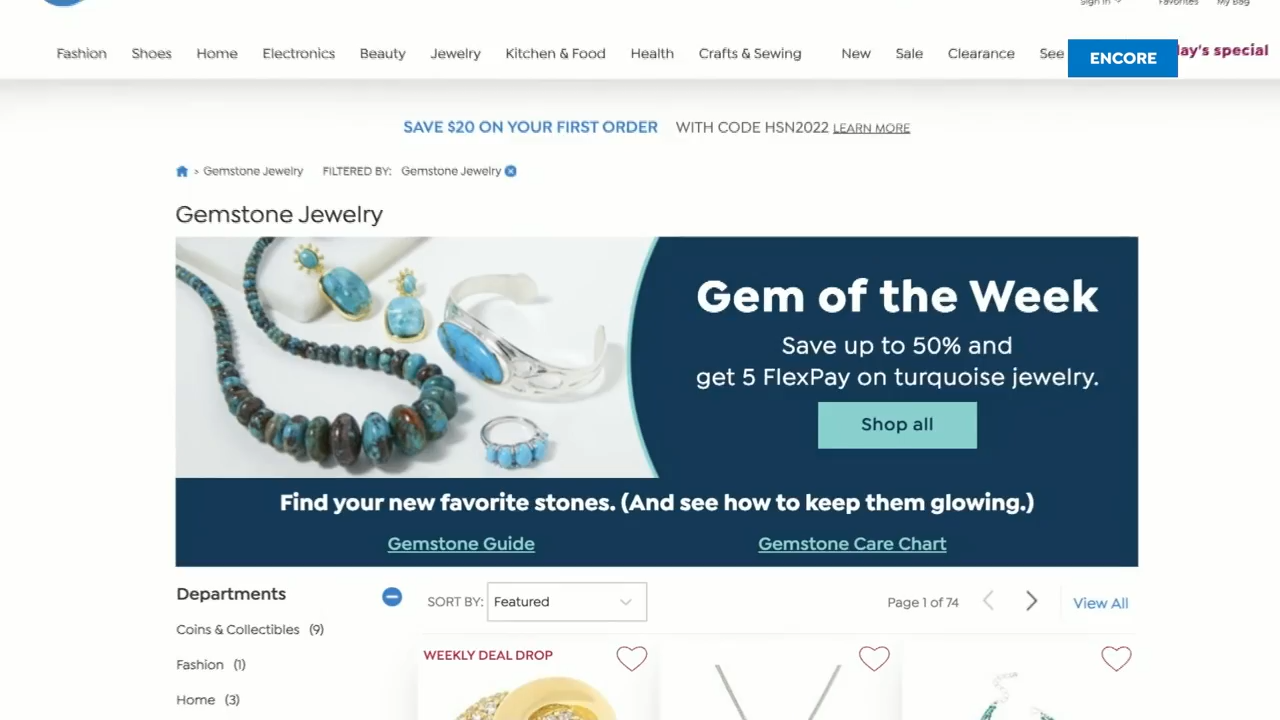 Sign in Favorites My Bag
Fashion Shoes Home Electronics Beauty Jewelry Kitchen & Food Health Crafts & Sewing New Sale Clearance See ENCORE day's special
SAVE $20 ON YOUR FIRST ORDER WITH CODE HSN2022 LEARN MORE
> Gemstone Jewelry FILTERED BY: Gemstone Jewelry
Gemstone Jewelry
Gem of the Week
Save up to 50% and
get 5 FlexPay on turquoise jewelry.
Shop all
Find your new favorite stones. (And see how to keep them glowing.)
Gemstone Guide Gemstone Care Chart
Departments
SORT BY: Featured Page 1 of 74 View All
Coins & Collectibles (9)
WEEKLY DEAL DROP
Fashion (1)
Home (3)